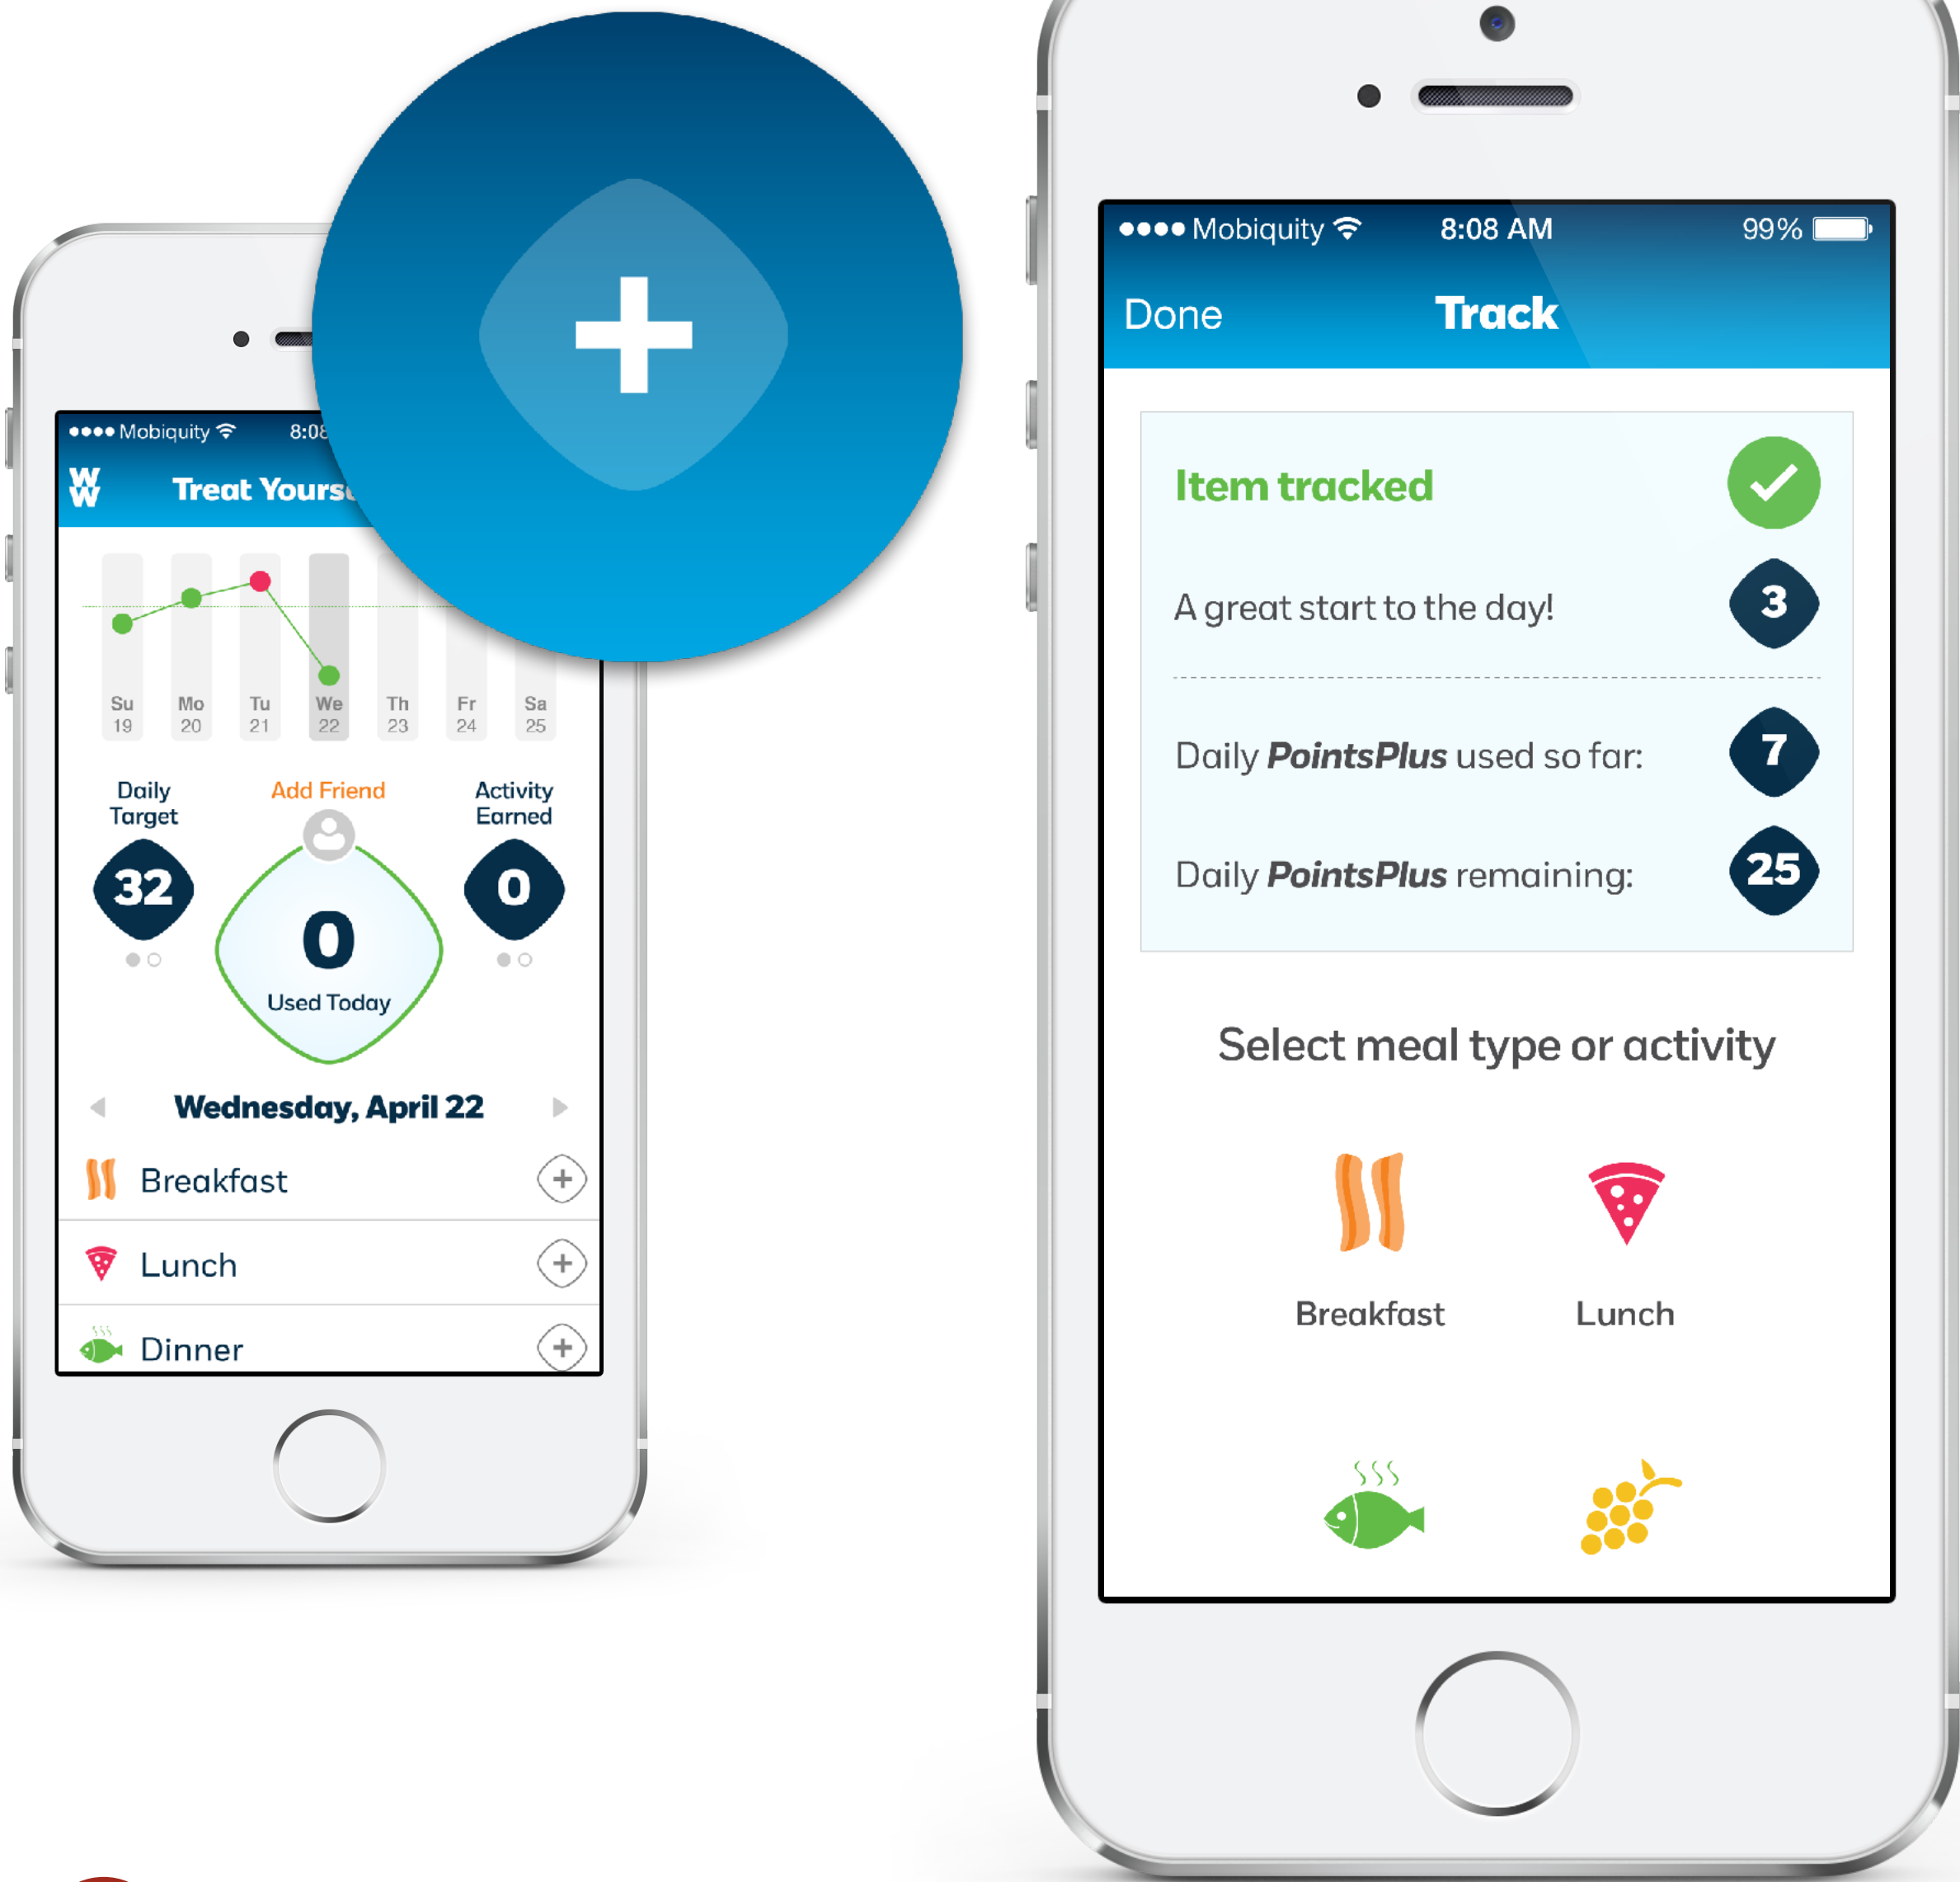 Mobiquity 8:08
WW
Treat Yourse
Su Mo Tu We Th Fr Sa
19 20 21 22 23 24 25
Daily
Target
Add Friend
Activity
Earned
32
0
0
Used Today
Wednesday, April 22
Breakfast
Lunch
Dinner
Mobiquity 8:08 AM 99%
Done Track
Item tracked
A great start to the day! 3
Daily PointsPlus used so far: 7
Daily PointsPlus remaining: 25
Select meal type or activity
Breakfast Lunch